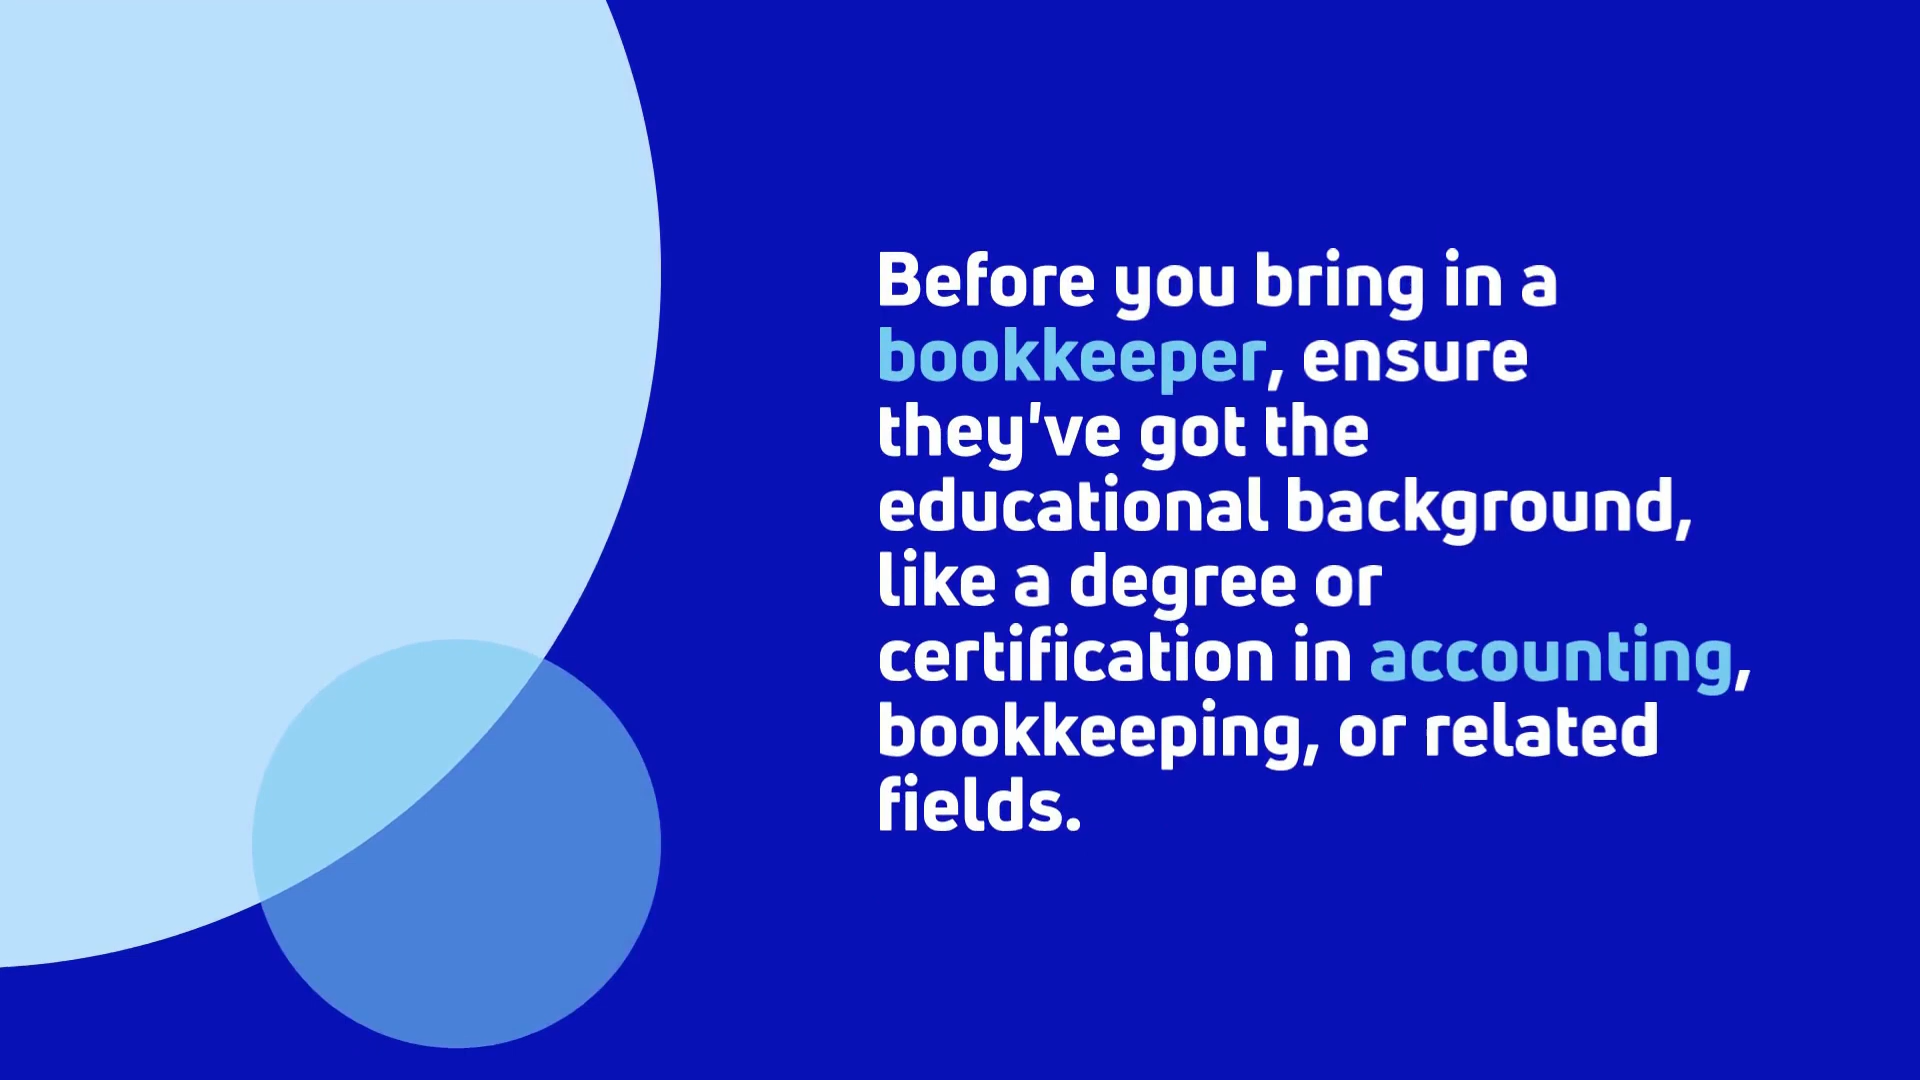 Before you bring in a
bookkeeper, ensure
they've got the
educational background,
like a degree or
certification in accounting,
bookkeeping, or related
fields.